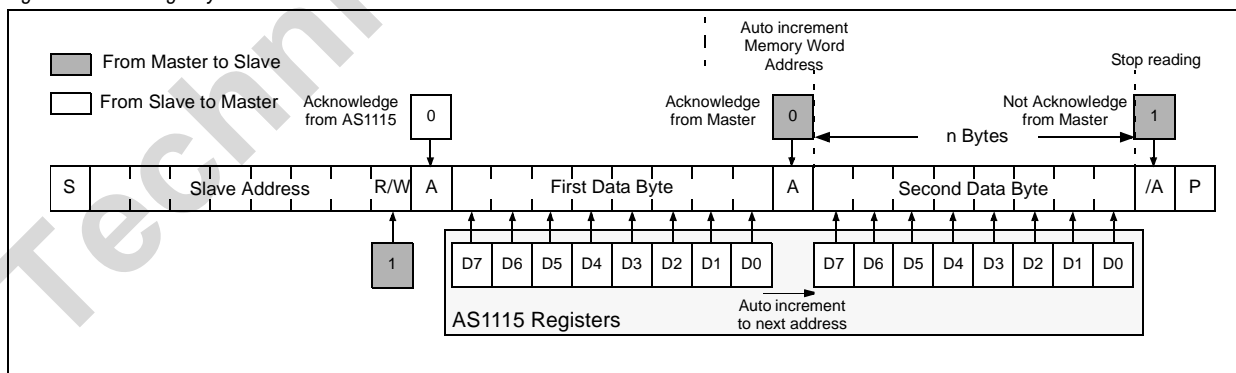 Auto increment
Memory Word
Address
Stop reading
From Master to Slave
From Slave to Master
Acknowledge
from AS1115
0
Acknowledge
from Master
0
Not Acknowledge
from Master
1
n Bytes
S Slave Address R/W A First Data Byte A Second Data Byte /A P
1
D7 D6 D5 D4 D3 D2 D1 D0
D7 D6 D5 D4 D3 D2 D1 D0
Auto increment
to next address
AS1115 Registers
Techni